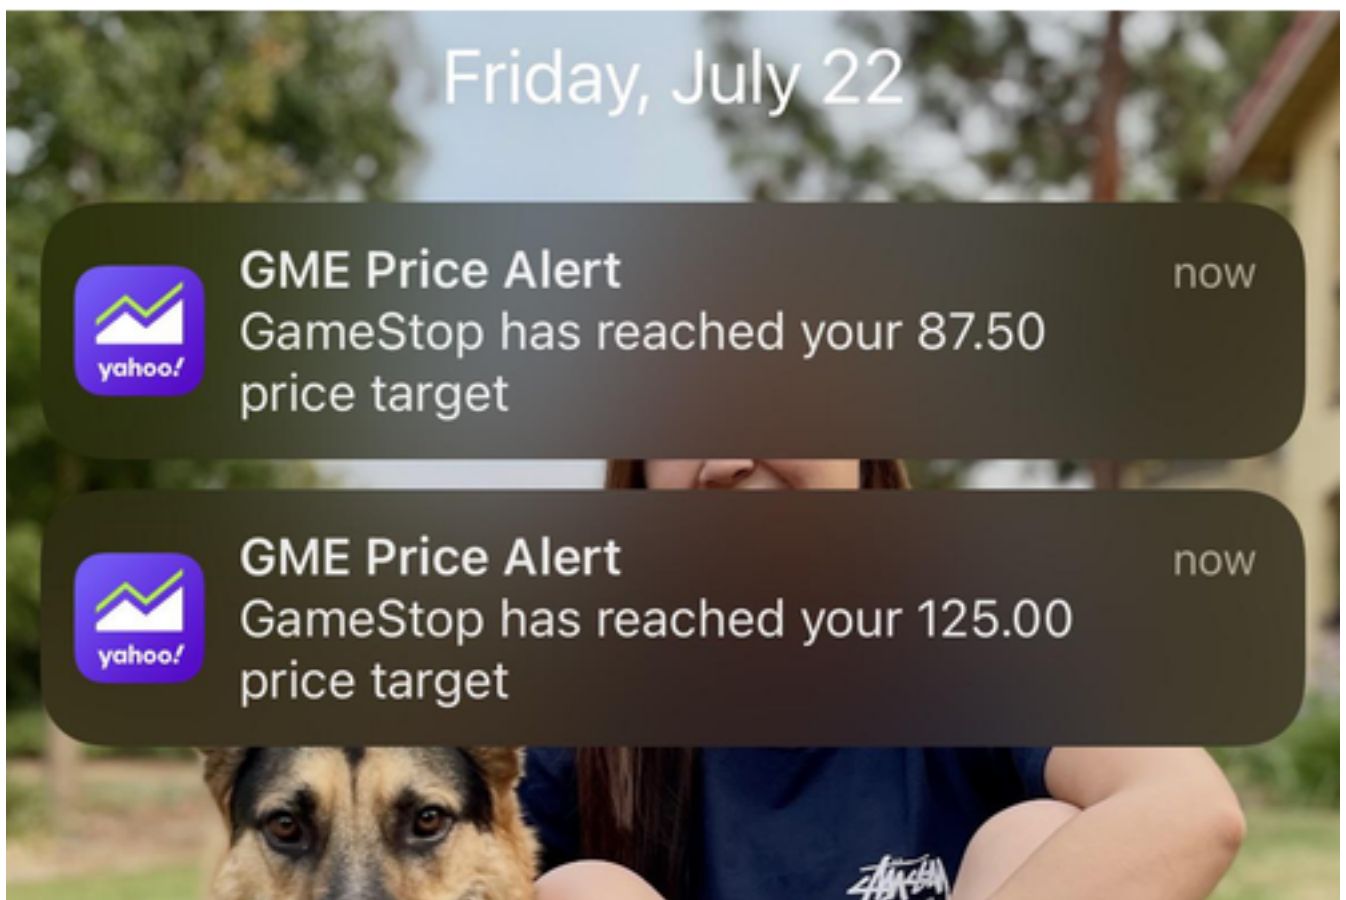 Friday, July 22
GME Price Alert
now
GameStop has reached your 87.50
price target
yahoo!
GME Price Alert
now
GameStop has reached your 125.00
price target
yahoo!
STÜSSY